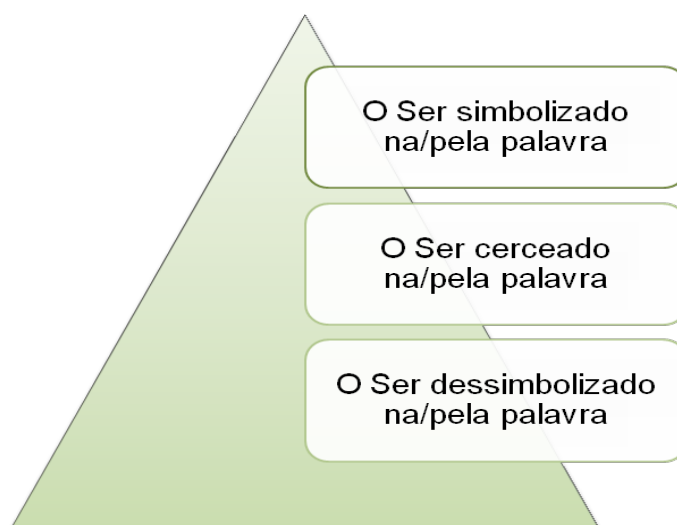 O Ser simbolizado
na/pela palavra
O Ser cerceado
na/pela palavra
O Ser dessimbolizado
na/pela palavra